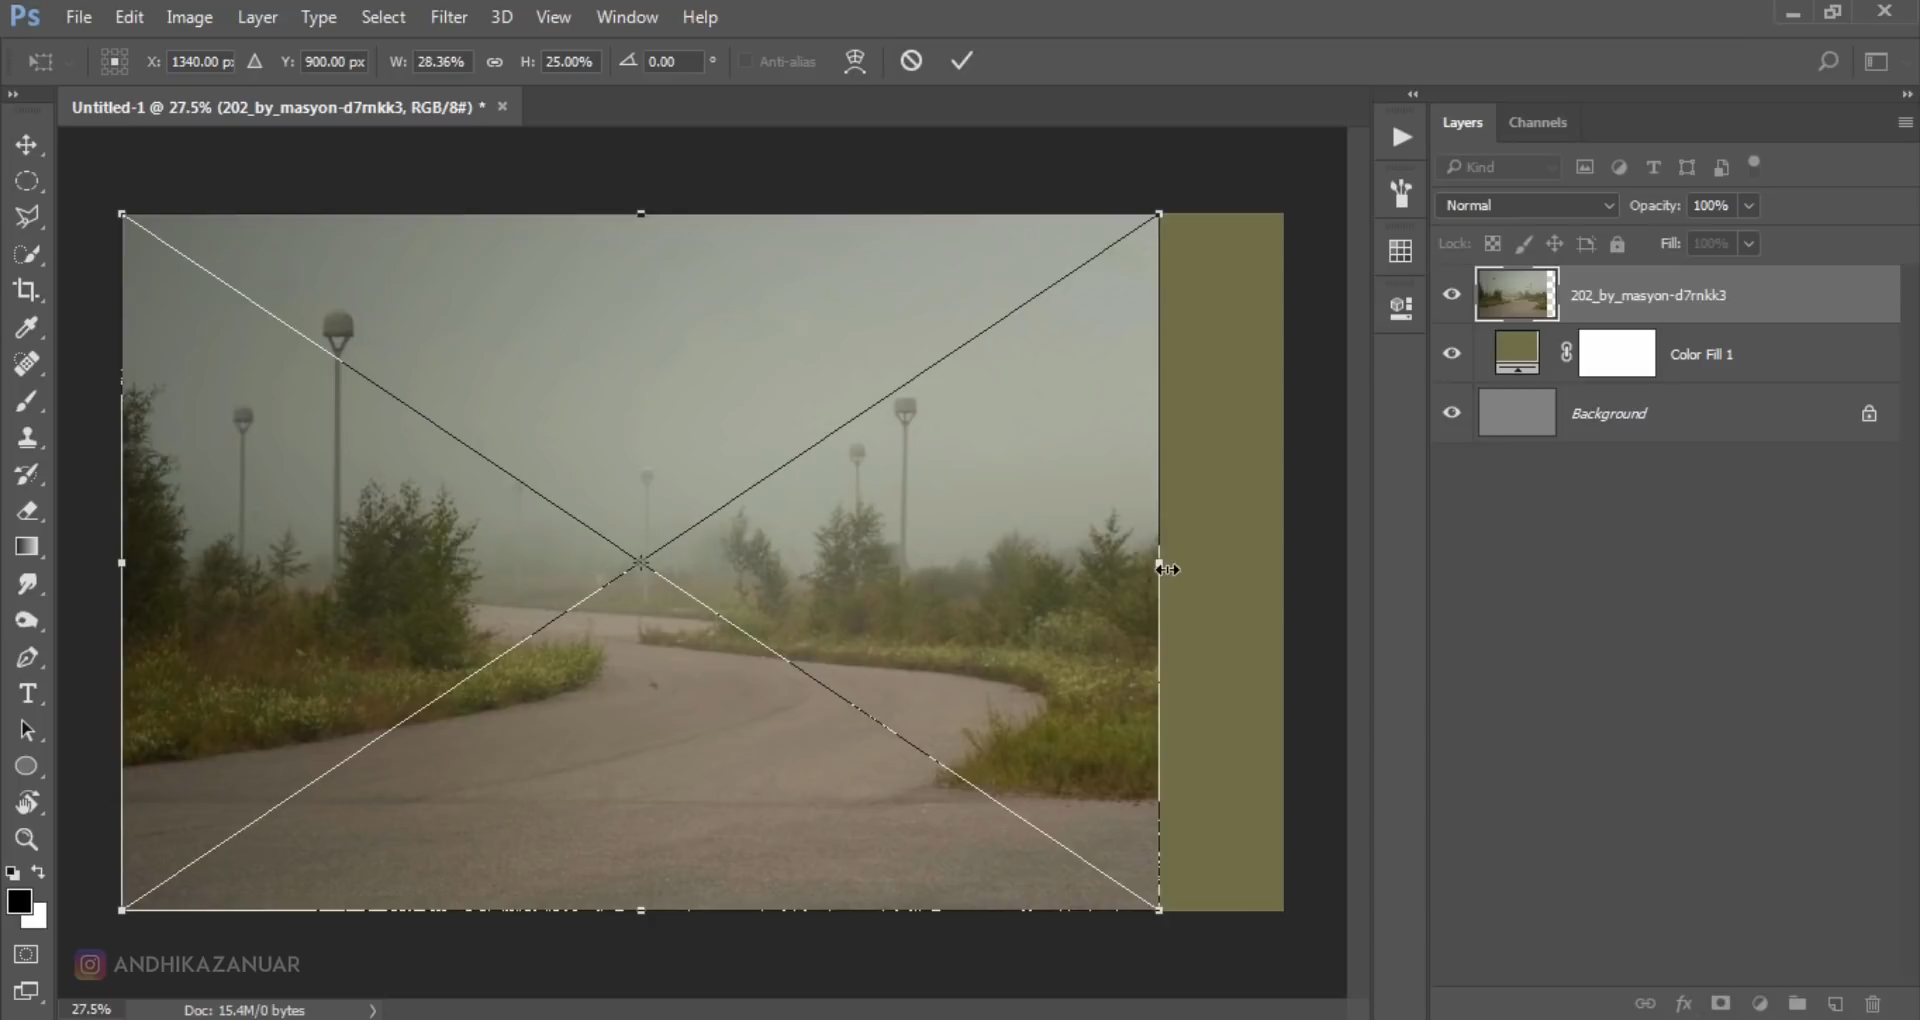 Ps File Edit Image Layer Type Select Filter 3D View Window Help
X: 1340.00 px Y: 900.00 px W: 28.36% H: 25.00% 0.00 ° Anti-alias
Untitled-1 @ 27.5% (202_by_masyon-d7rnkk3, RGB/8#) * ×
Layers Channels
Kind
Normal Opacity: 100%
Lock: Fill: 100%
202_by_masyon-d7rnkk3
Color Fill 1
Background
ANDHIKAZANUAR
fx
27.5% Doc: 15.4M/0 bytes